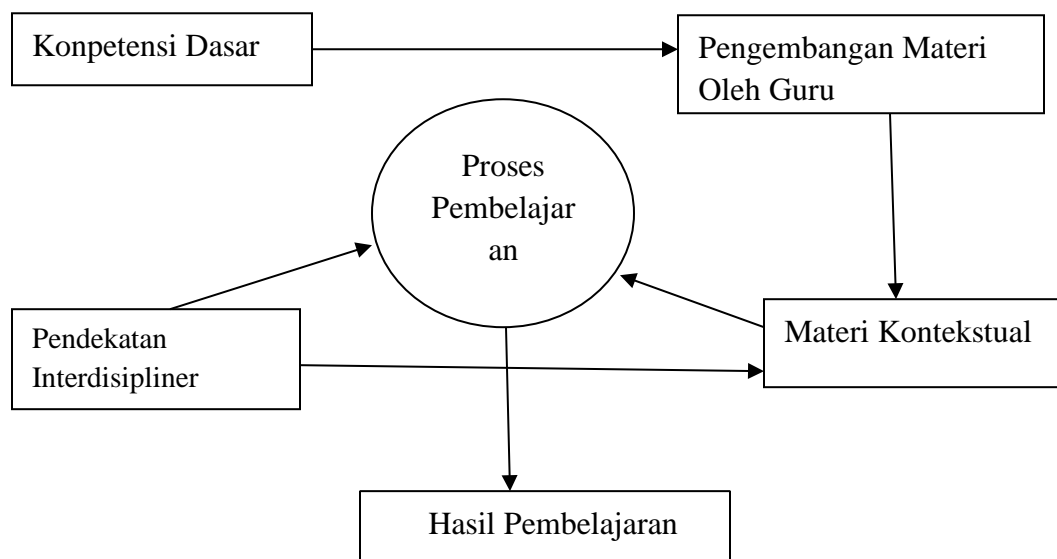 Konpetensi Dasar
Pengembangan Materi
Oleh Guru
Proses
Pembelajar
an
Pendekatan
Interdisipliner
Materi Kontekstual
Hasil Pembelajaran